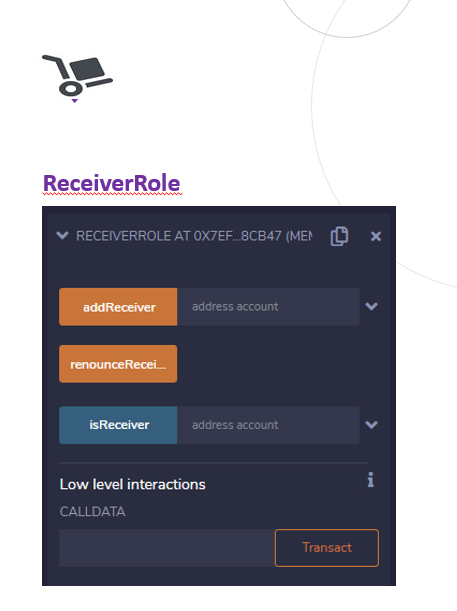 ReceiverRole
RECEIVERROLE AT 0X7EF...8CB47 (MEM
addReceiver address account
renounceRecei...
isReceiver address account
Low level interactions
CALLDATA
Transact